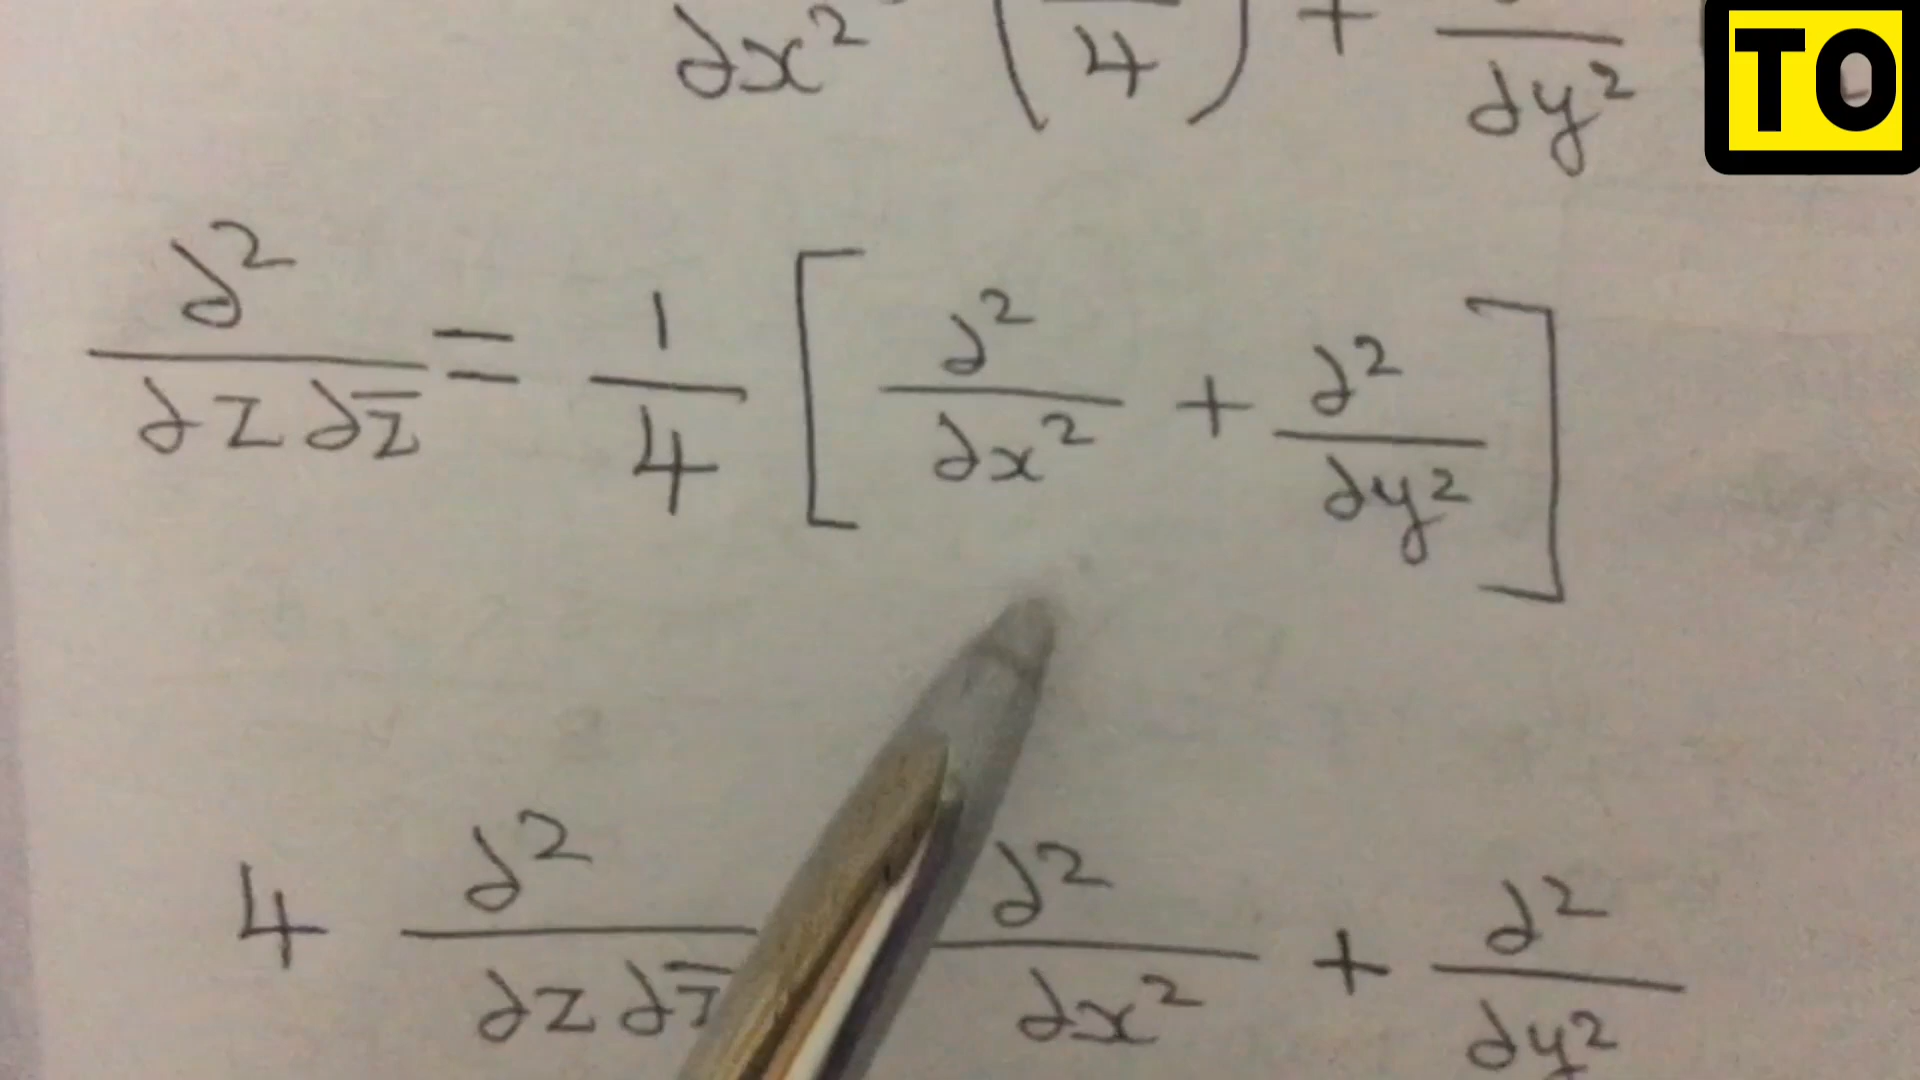 ∂x² (/4) + /∂y²
TO
∂²/∂z∂z̅ = 1/4 [∂²/∂x² + ∂²/∂y²]
4 ∂²/∂z∂z̅ ∂²/∂x² + ∂²/∂y²